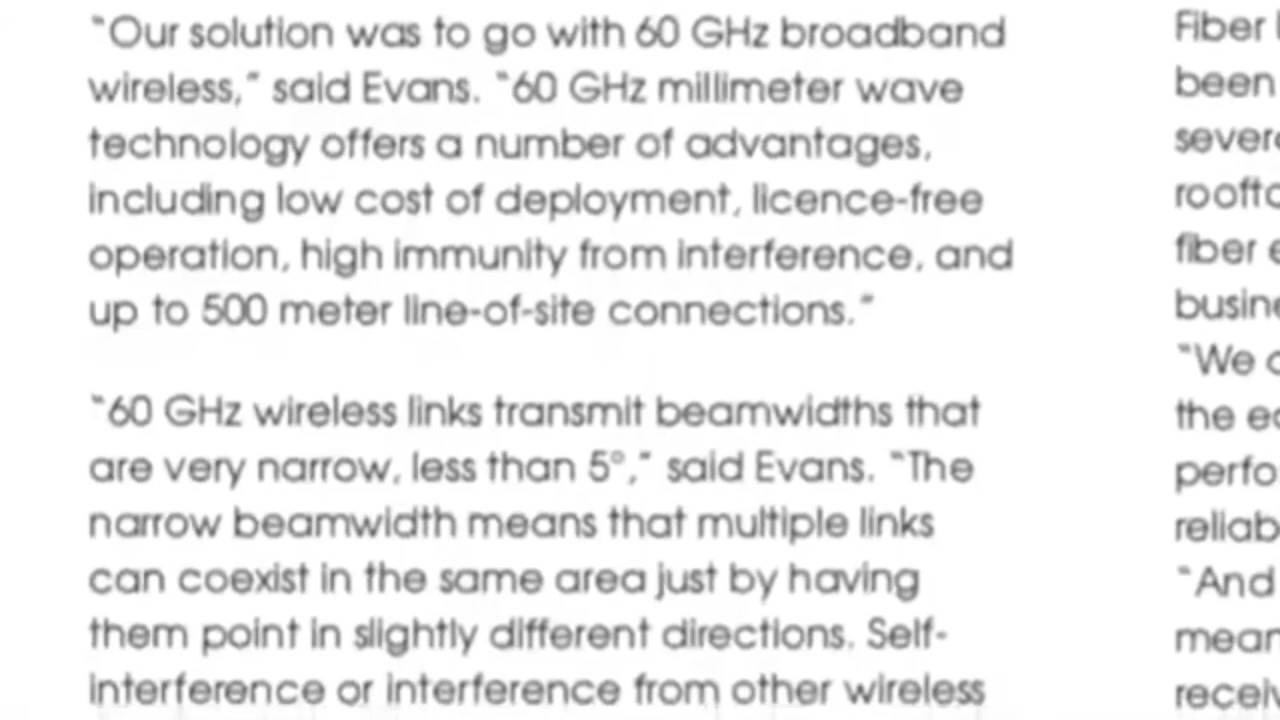 “Our solution was to go with 60 GHz broadband
wireless,” said Evans. “60 GHz millimeter wave
technology offers a number of advantages,
including low cost of deployment, licence-free
operation, high immunity from interference, and
up to 500 meter line-of-site connections.”
“60 GHz wireless links transmit beamwidths that
are very narrow, less than 5°,” said Evans. “The
narrow beamwidth means that multiple links
can coexist in the same area just by having
them point in slightly different directions. Self-
interference or interference from other wireless
Fiber
been
fiber
“We
the
“And